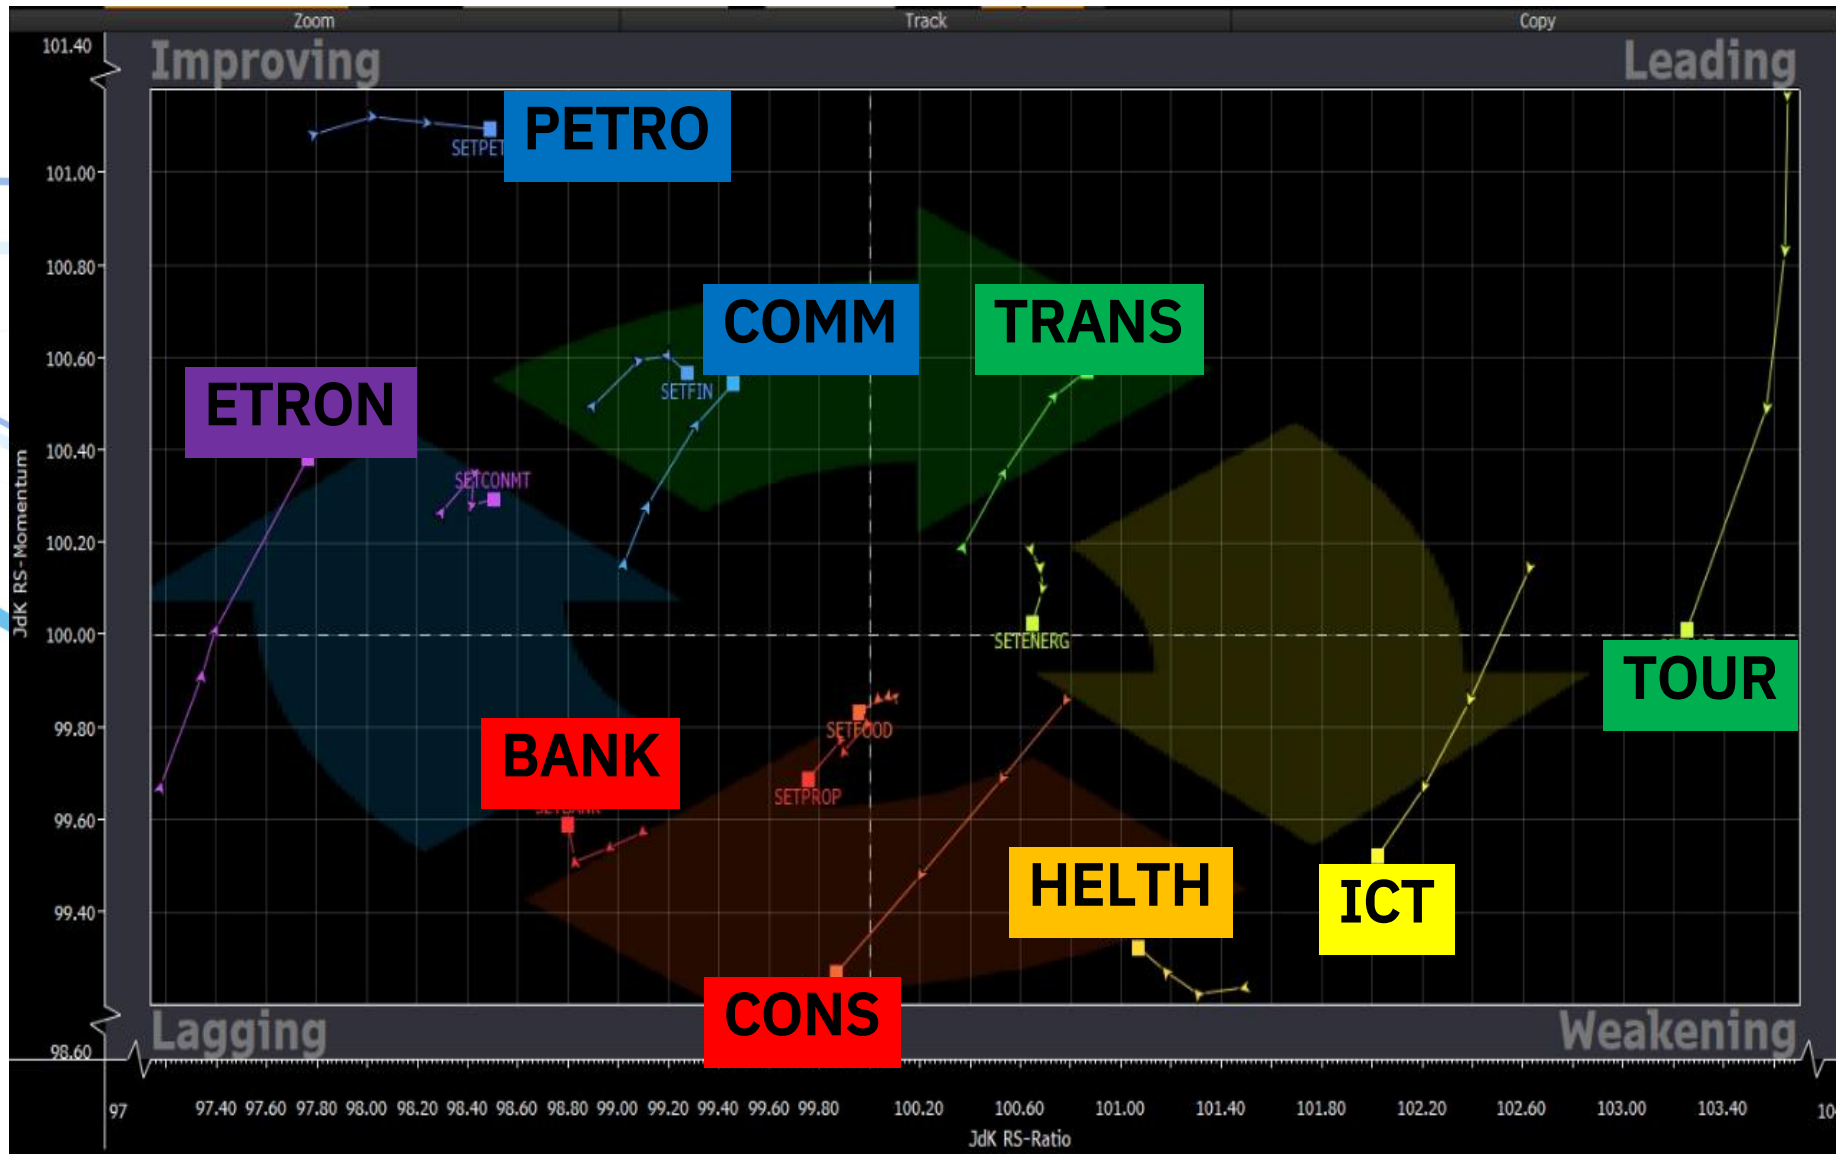 Zoom Track Copy
101.40
Improving Leading
PETRO
SETPET
101.00
100.80
COMM TRANS
100.60
ETRON SETFIN
100.40
SETCONMT
JdK RS-Momentum
100.20
100.00
SETENERG
TOUR
99.80
SETFOOD
BANK
SETPROP
99.60
SETBANK
HELTH ICT
99.40
CONS
Lagging Weakening
98.60
97 97.40 97.60 97.80 98.00 98.20 98.40 98.60 98.80 99.00 99.20 99.40 99.60 99.80 100.20 100.60 101.00 101.40 101.80 102.20 102.60 103.00 103.40
JdK RS-Ratio